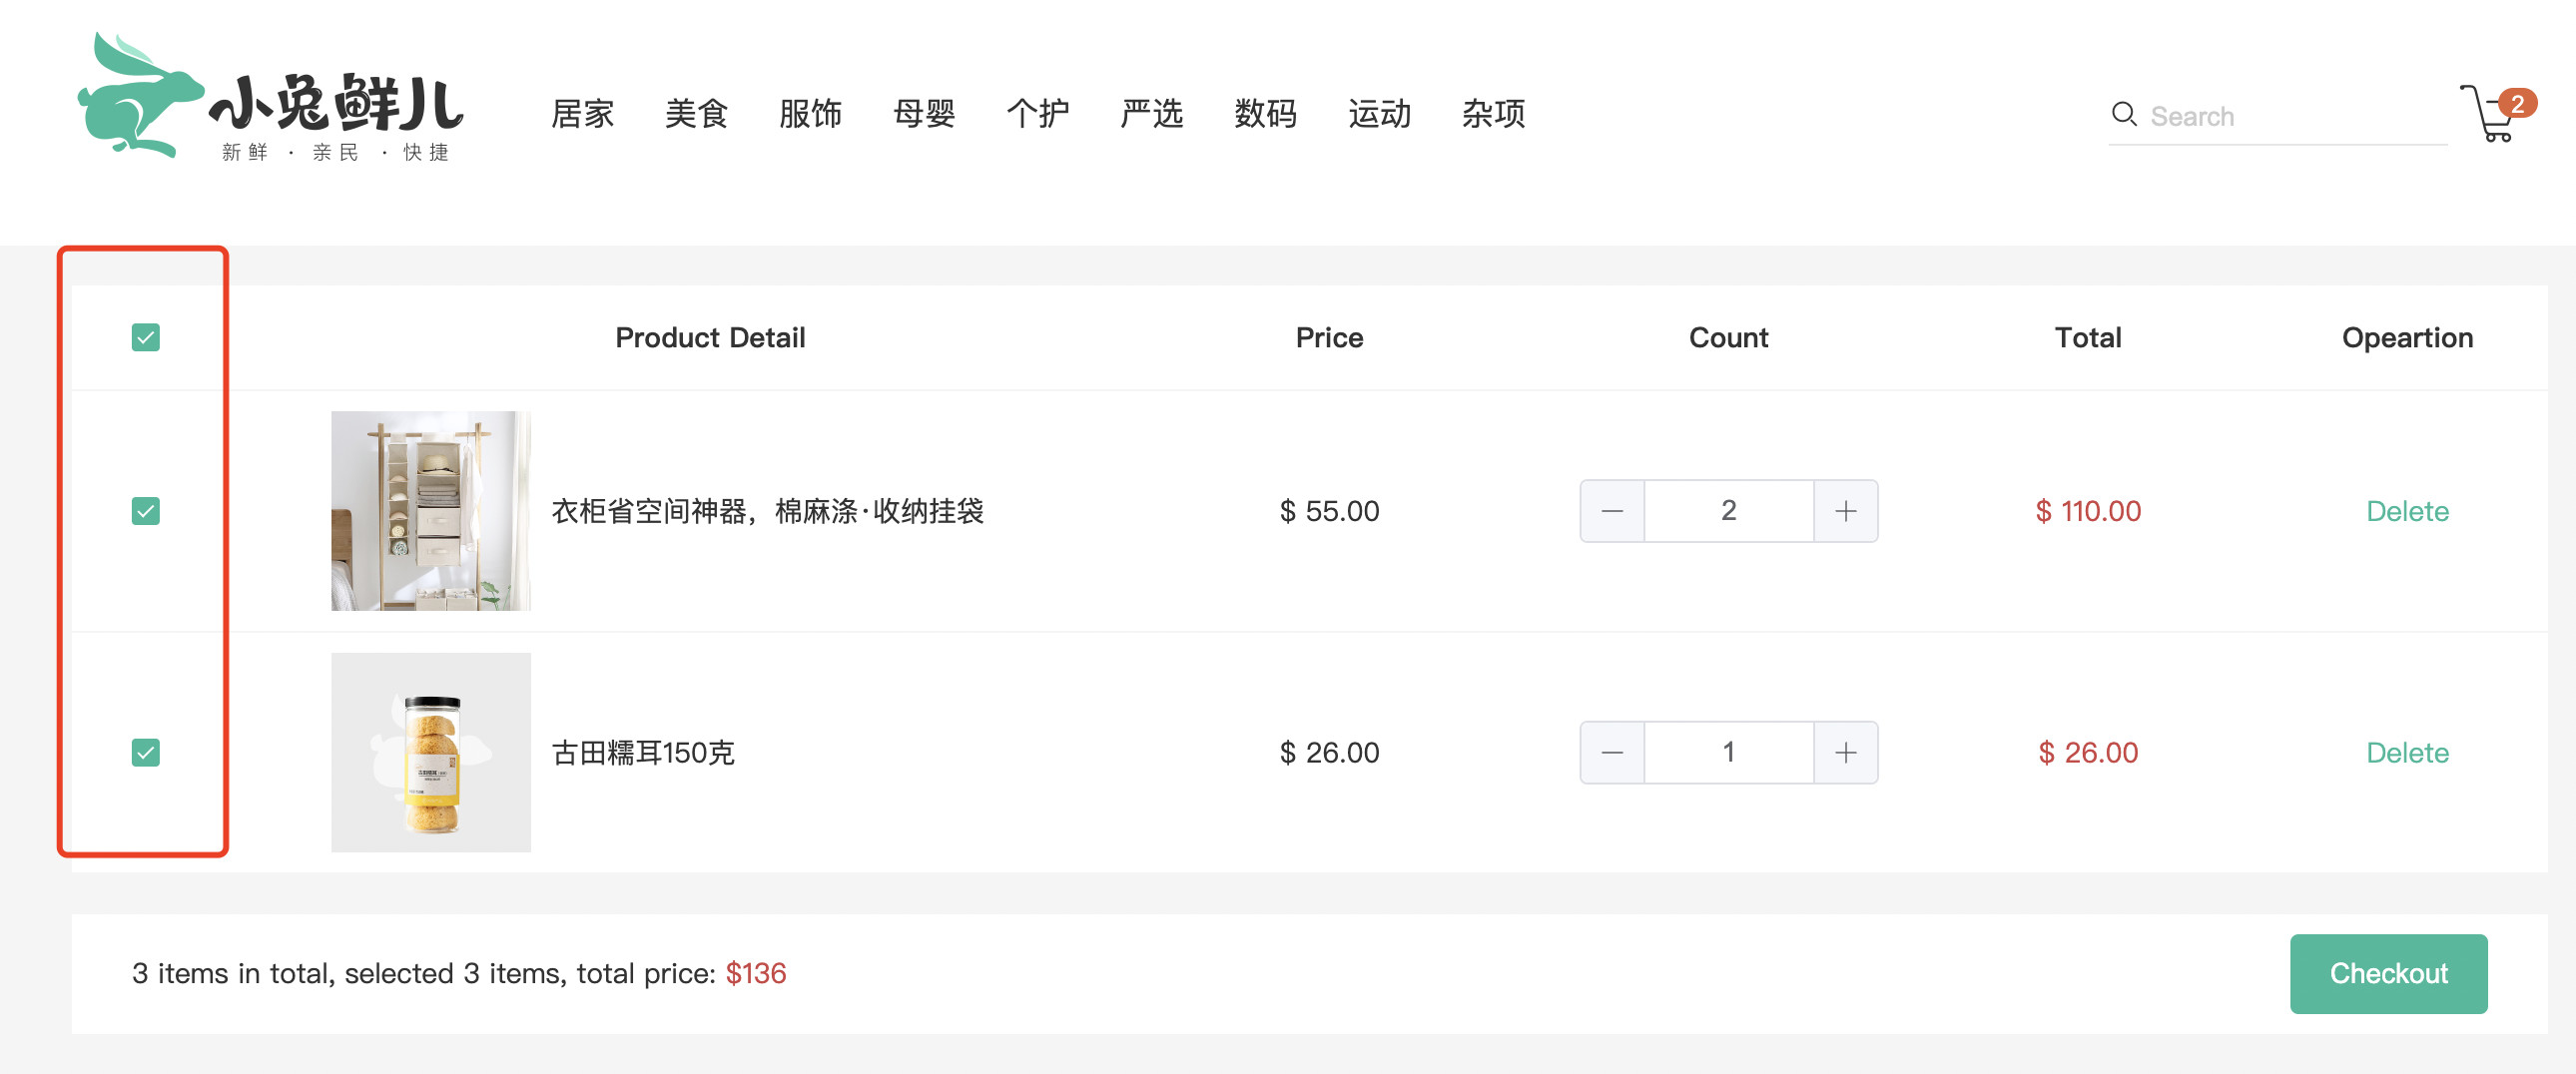 小兔鲜儿
新鲜 · 亲民 · 快捷
居家 美食 服饰 母婴 个护 严选 数码 运动 杂项
Search
2
Product Detail Price Count Total Opeartion
衣柜省空间神器，棉麻涤·收纳挂袋 $ 55.00 2 $ 110.00 Delete
古田糯耳150克 $ 26.00 1 $ 26.00 Delete
3 items in total, selected 3 items, total price: $136
Checkout